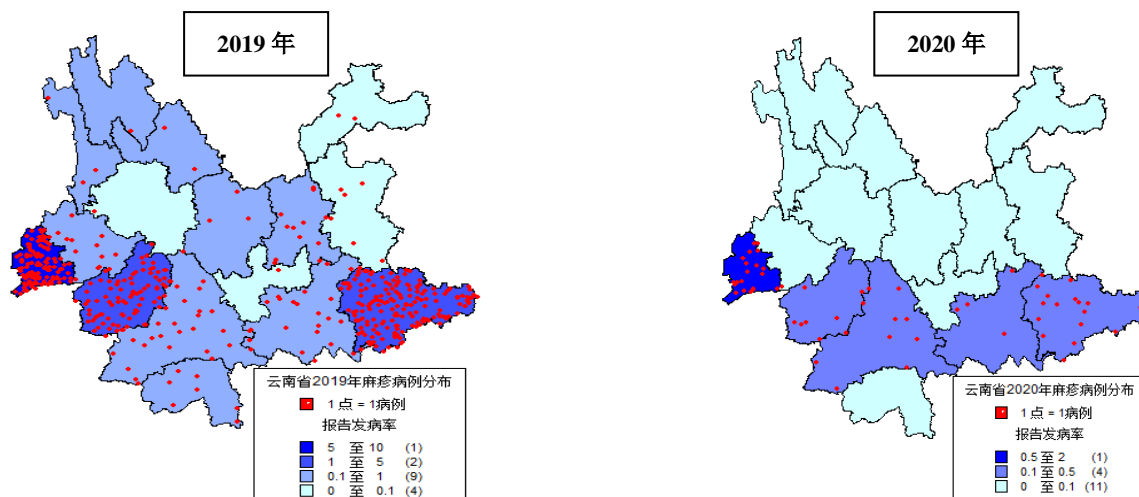 2019 年
云南省2019年麻疹病例分布
1 点 = 1病例
报告发病率
5 至 10 (1)
1 至 5 (2)
0.1 至 1 (9)
0 至 0.1 (4)
2020 年
云南省2020年麻疹病例分布
1 点 = 1病例
报告发病率
0.5 至 2 (1)
0.1 至 0.5 (4)
0 至 0.1 (11)